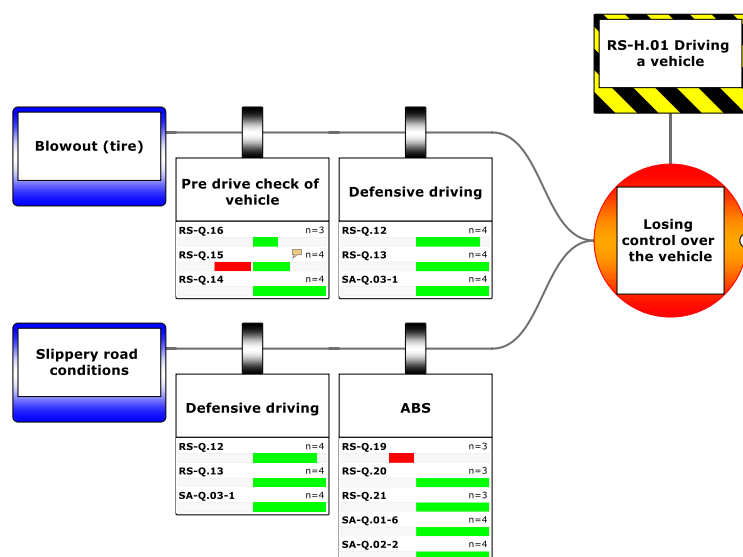 RS-H.01 Driving
a vehicle
Blowout (tire)
Pre drive check of
vehicle
RS-Q.16 n=3
RS-Q.15 n=4
RS-Q.14 n=4
Defensive driving
RS-Q.12 n=4
RS-Q.13 n=4
SA-Q.03-1 n=4
Losing
control over
the vehicle
Slippery road
conditions
Defensive driving
RS-Q.12 n=4
RS-Q.13 n=4
SA-Q.03-1 n=4
ABS
RS-Q.19 n=3
RS-Q.20 n=3
RS-Q.21 n=3
SA-Q.01-6 n=4
SA-Q.02-2 n=4